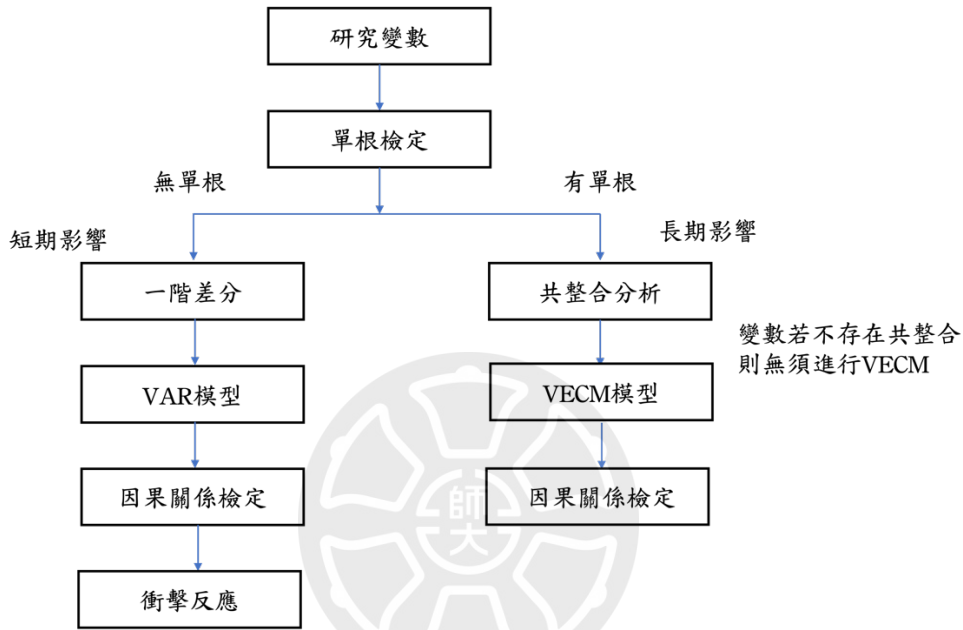 研究變數
單根檢定
無單根
有單根
短期影響
長期影響
一階差分
共整合分析
變數若不存在共整合
則無須進行VECM
VAR模型
VECM模型
因果關係檢定
因果關係檢定
師大
衝擊反應